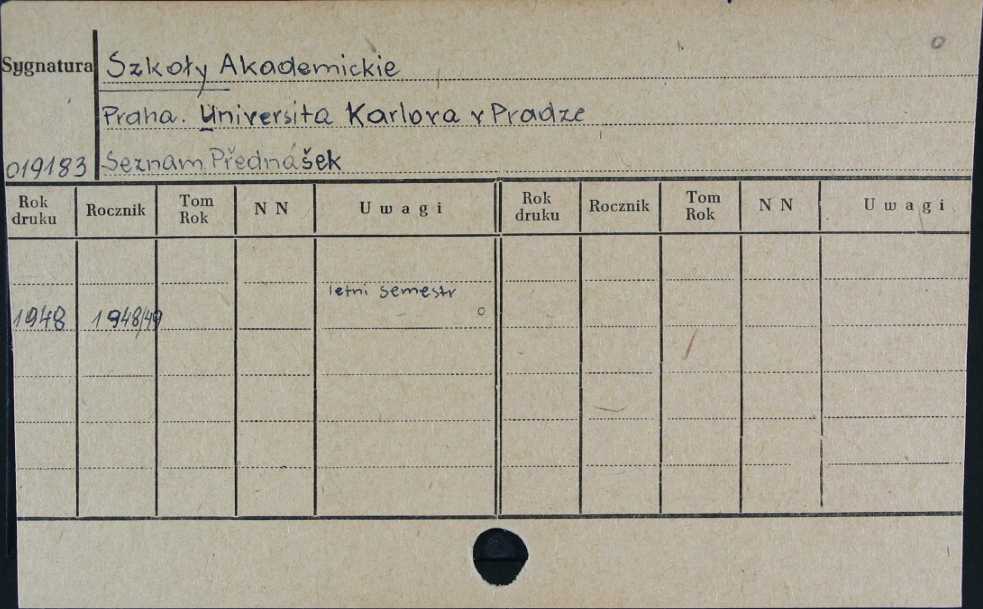 Sygnatura Szkoły Akademickie
Praha. Universita Karlova v Pradze
019183 Seznam Přednášek
Rok druku Rocznik Tom Rok N N Uwagi Rok druku Rocznik Tom Rok N N Uwagi
letni semestr
1948 1948/49